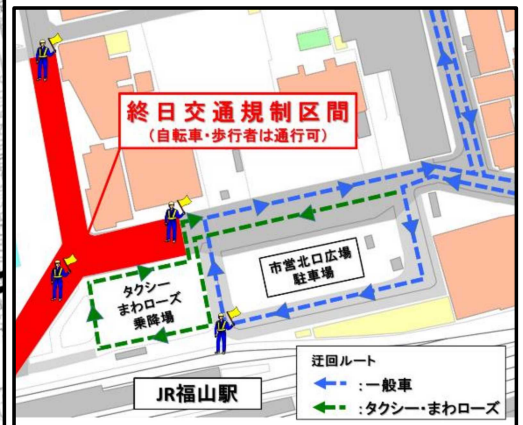 終日交通規制区間
（自転車・歩行者は通行可）
市営北口広場
駐車場
タクシー
まわローズ
乗降場
JR福山駅
迂回ルート
：一般車
：タクシー・まわローズ